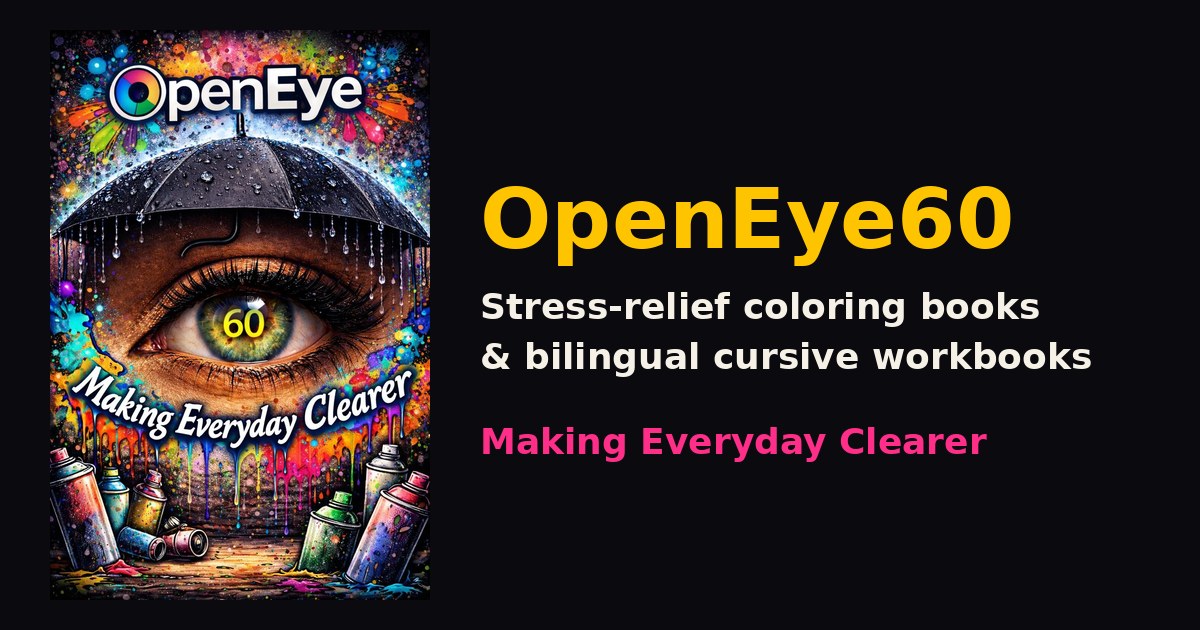 OpenEye
60
Making Everyday Clearer
OpenEye60
Stress-relief coloring books
& bilingual cursive workbooks
Making Everyday Clearer